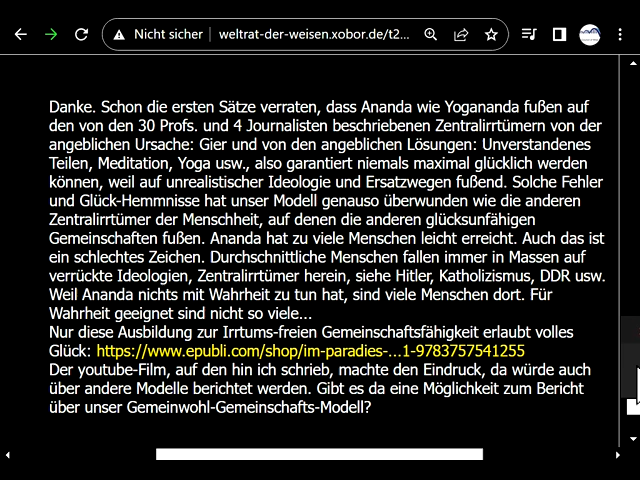 Nicht sicher
weltrat-der-weisen.xobor.de/t2...
Danke. Schon die ersten Sätze verraten, dass Ananda wie Yogananda fußen auf
den von den 30 Profs. und 4 Journalisten beschriebenen Zentralirrtümern von der
angeblichen Ursache: Gier und von den angeblichen Lösungen: Unverstandenes
Teilen, Meditation, Yoga usw., also garantiert niemals maximal glücklich werden
können, weil auf unrealistischer Ideologie und Ersatzwegen fußend. Solche Fehler
und Glück-Hemmnisse hat unser Modell genauso überwunden wie die anderen
Zentralirrtümer der Menschheit, auf denen die anderen glücksunfähigen
Gemeinschaften fußen. Ananda hat zu viele Menschen leicht erreicht. Auch das ist
ein schlechtes Zeichen. Durchschnittliche Menschen fallen immer in Massen auf
verrückte Ideologien, Zentralirrtümer herein, siehe Hitler, Katholizismus, DDR usw.
Weil Ananda nichts mit Wahrheit zu tun hat, sind viele Menschen dort. Für
Wahrheit geeignet sind nicht so viele...
Nur diese Ausbildung zur Irrtums-freien Gemeinschaftsfähigkeit erlaubt volles
Glück: https://www.epubli.com/shop/im-paradies-...1-9783757541255
Der youtube-Film, auf den hin ich schrieb, machte den Eindruck, da würde auch
über andere Modelle berichtet werden. Gibt es da eine Möglichkeit zum Bericht
über unser Gemeinwohl-Gemeinschafts-Modell?